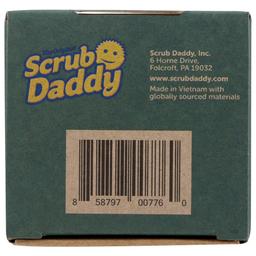 The Original
Scrub
Daddy
Scrub Daddy, Inc.
6 Horne Drive,
Folcroft, PA 19032
www.scrubdaddy.com
Made in Vietnam with
globally sourced materials
8 58797 00776 0